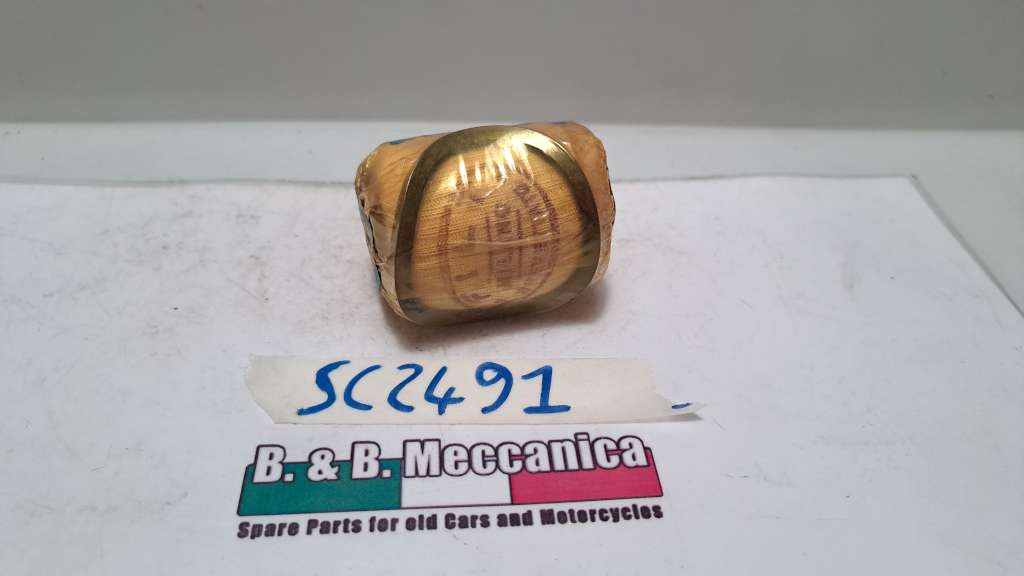 SC2491
B. & B. Meccanica
Spare Parts for old Cars and Motorcycles